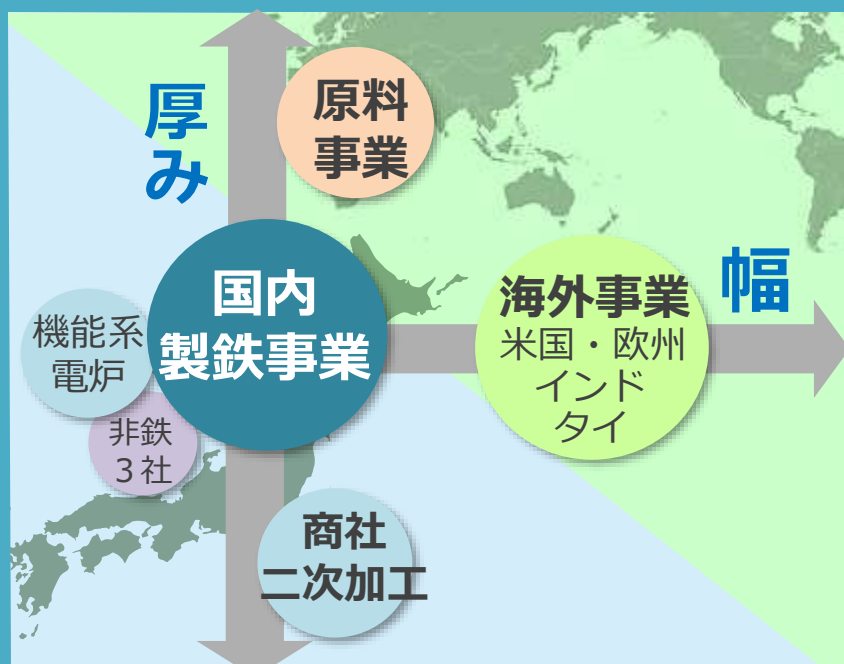 厚
み
原料
事業
国内
製鉄事業
幅
海外事業
米国・欧州
インド
タイ
機能系
電炉
非鉄
３社
商社
二次加工